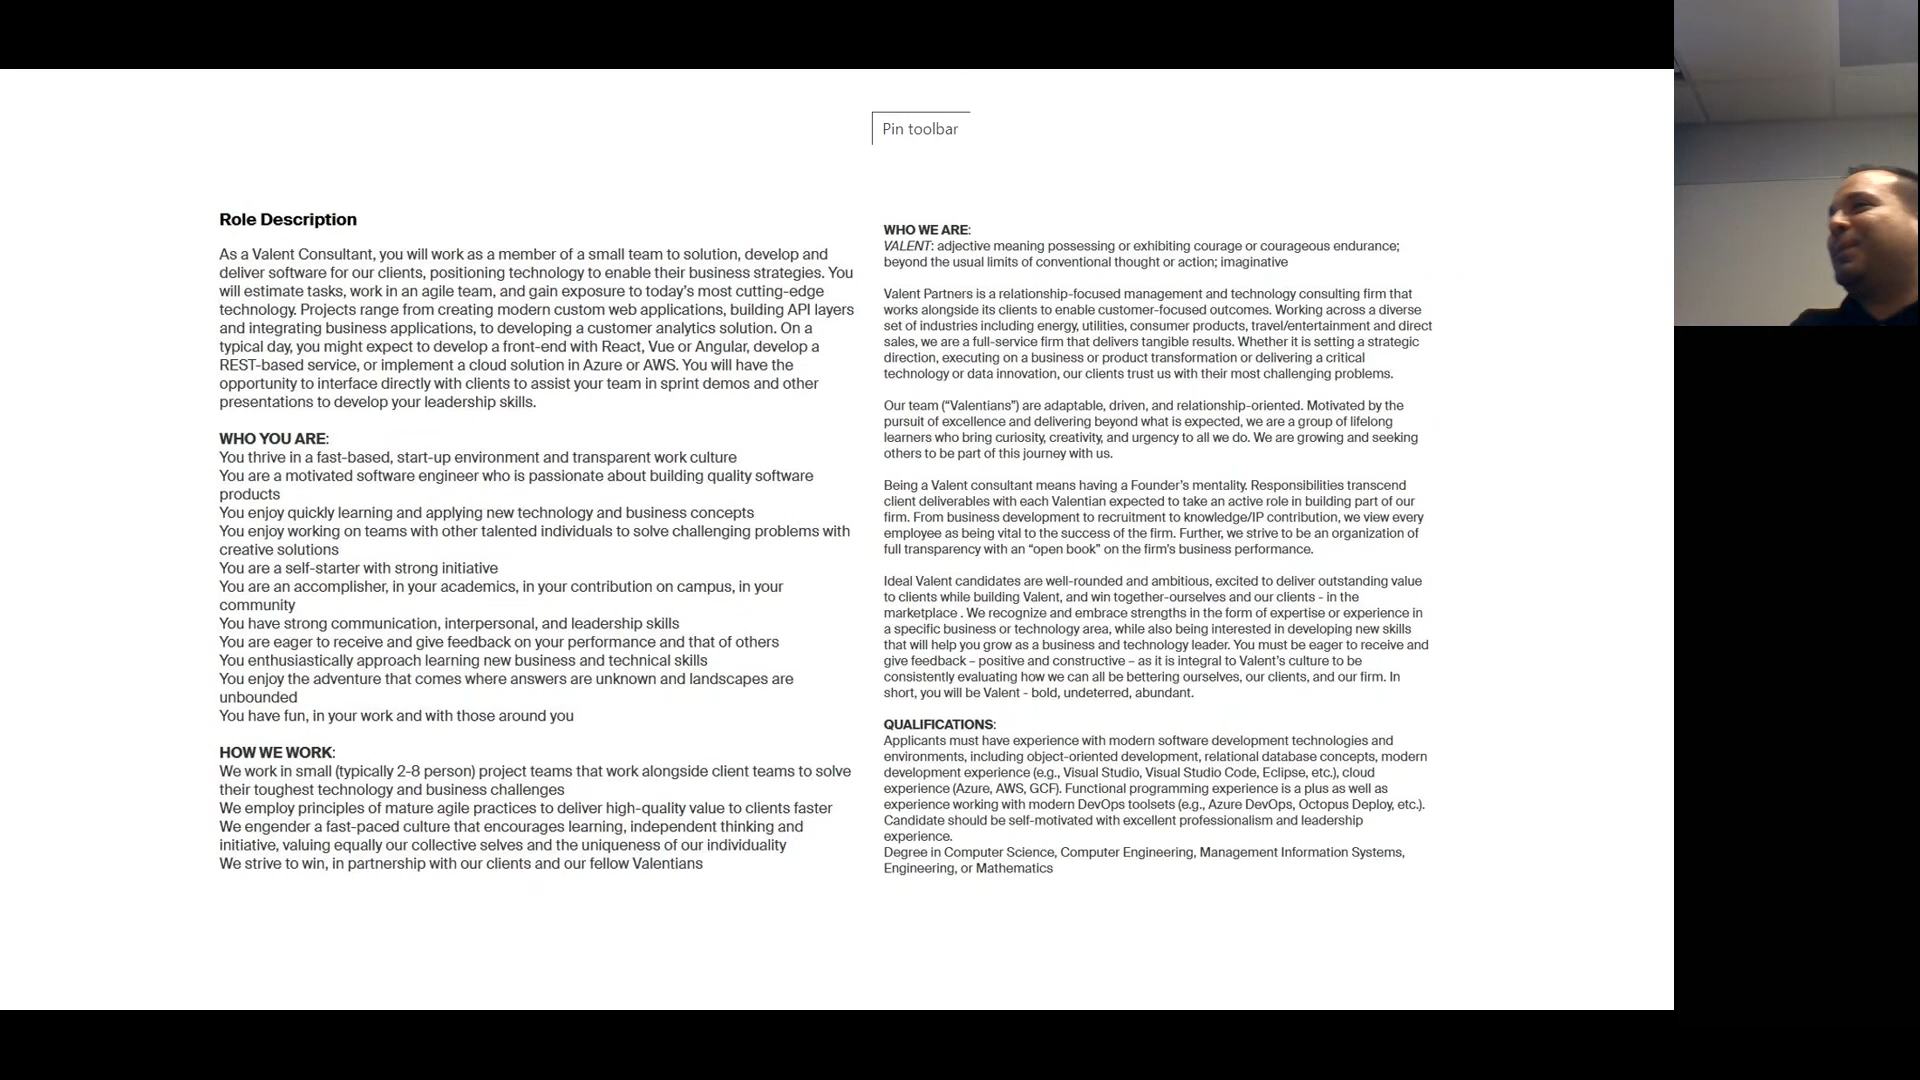 Pin toolbar
Role Description
As a Valent Consultant, you will work as a member of a small team to solution, develop and
deliver software for our clients, positioning technology to enable their business strategies. You
will estimate tasks, work in an agile team, and gain exposure to today’s most cutting-edge
technology. Projects range from creating modern custom web applications, building API layers
and integrating business applications, to developing a customer analytics solution. On a
typical day, you might expect to develop a front-end with React, Vue or Angular, develop a
REST-based service, or implement a cloud solution in Azure or AWS. You will have the
opportunity to interface directly with clients to assist your team in sprint demos and other
presentations to develop your leadership skills.
WHO YOU ARE:
You thrive in a fast-based, start-up environment and transparent work culture
You are a motivated software engineer who is passionate about building quality software
products
You enjoy quickly learning and applying new technology and business concepts
You enjoy working on teams with other talented individuals to solve challenging problems with
creative solutions
You are a self-starter with strong initiative
You are an accomplisher, in your academics, in your contribution on campus, in your
community
You have strong communication, interpersonal, and leadership skills
You are eager to receive and give feedback on your performance and that of others
You enthusiastically approach learning new business and technical skills
You enjoy the adventure that comes where answers are unknown and landscapes are
unbounded
You have fun, in your work and with those around you
HOW WE WORK:
We work in small (typically 2-8 person) project teams that work alongside client teams to solve
their toughest technology and business challenges
We employ principles of mature agile practices to deliver high-quality value to clients faster
We engender a fast-paced culture that encourages learning, independent thinking and
initiative, valuing equally our collective selves and the uniqueness of our individuality
We strive to win, in partnership with our clients and our fellow Valentians
WHO WE ARE:
VALENT: adjective meaning possessing or exhibiting courage or courageous endurance;
beyond the usual limits of conventional thought or action; imaginative
Valent Partners is a relationship-focused management and technology consulting firm that
works alongside its clients to enable customer-focused outcomes. Working across a diverse
set of industries including energy, utilities, consumer products, travel/entertainment and direct
sales, we are a full-service firm that delivers tangible results. Whether it is setting a strategic
direction, executing on a business or product transformation or delivering a critical
technology or data innovation, our clients trust us with their most challenging problems.
Our team (“Valentians”) are adaptable, driven, and relationship-oriented. Motivated by the
pursuit of excellence and delivering beyond what is expected, we are a group of lifelong
learners who bring curiosity, creativity, and urgency to all we do. We are growing and seeking
others to be part of this journey with us.
Being a Valent consultant means having a Founder’s mentality. Responsibilities transcend
client deliverables with each Valentian expected to take an active role in building part of our
firm. From business development to recruitment to knowledge/IP contribution, we view every
employee as being vital to the success of the firm. Further, we strive to be an organization of
full transparency with an “open book” on the firm’s business performance.
Ideal Valent candidates are well-rounded and ambitious, excited to deliver outstanding value
to clients while building Valent, and win together-ourselves and our clients - in the
marketplace . We recognize and embrace strengths in the form of expertise or experience in
a specific business or technology area, while also being interested in developing new skills
that will help you grow as a business and technology leader. You must be eager to receive and
give feedback – positive and constructive – as it is integral to Valent’s culture to be
consistently evaluating how we can all be bettering ourselves, our clients, and our firm. In
short, you will be Valent - bold, undeterred, abundant.
QUALIFICATIONS:
Applicants must have experience with modern software development technologies and
environments, including object-oriented development, relational database concepts, modern
development experience (e.g., Visual Studio, Visual Studio Code, Eclipse, etc.), cloud
experience (Azure, AWS, GCF). Functional programming experience is a plus as well as
experience working with modern DevOps toolsets (e.g., Azure DevOps, Octopus Deploy, etc.).
Candidate should be self-motivated with excellent professionalism and leadership
experience.
Degree in Computer Science, Computer Engineering, Management Information Systems,
Engineering, or Mathematics